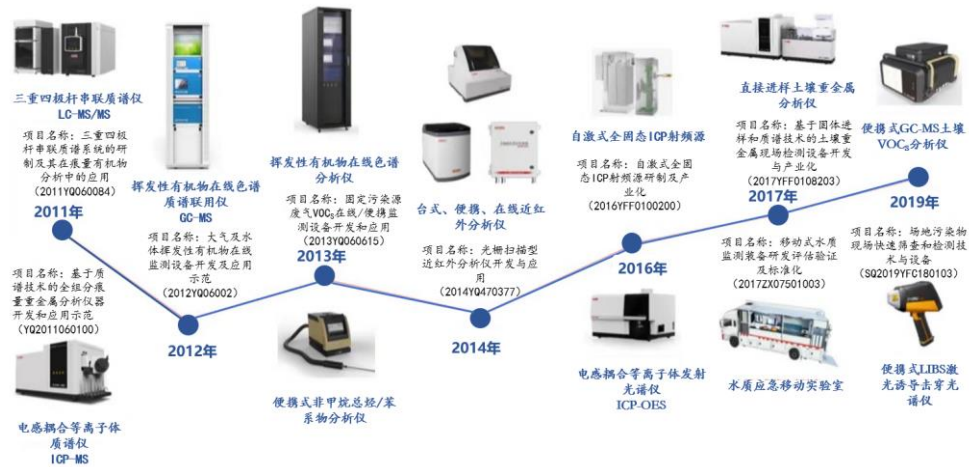 三重四极杆串联质谱仪
LC-MS/MS
项目名称：三重四极
杆串联质谱系统的研
制及其在痕量有机物
分析中的应用
(2011YQ060084)
2011年
项目名称：基于质
谱技术的全组分痕
量重金属分析仪器
开发和应用示范
(YQ2011060100)
电感耦合等离子体
质谱仪
ICP-MS
挥发性有机物在线色谱
质谱联用仪
GC-MS
项目名称：大气及水
体挥发性有机物在线
监测设备开发及应用
示范
(2012YQ06002)
2012年
挥发性有机物在线色谱
分析仪
项目名称：固定污染源
废气VOCs在线/便携监
测设备开发和应用
(2013YQ060615)
2013年
便携式非甲烷总烃/苯
系物分析仪
台式、便携、在线近红
外分析仪
项目名称：光栅扫描型
近红外分析仪开发与应
用
(2014YQ470377)
2014年
自激式全固态ICP射频源
项目名称：自激式全固
态ICP射频源研制及产
业化
(2016YFF0100200)
2016年
电感耦合等离子体发射
光谱仪
ICP-OES
直接进样土壤重金属
分析仪
项目名称：基于固体进
样和质谱技术的土壤重
金属现场检测设备开发
与产业化
(2017YFF0108203)
2017年
项目名称：移动式水质
监测装备研发评估验证
及标准化
(2017ZX07501003)
水质应急移动实验室
便携式GC-MS土壤
VOCs分析仪
2019年
项目名称：场地污染物
现场快速筛查和检测技
术与设备
(SQ2019YFC180103)
便携式LIBS激
光诱导击穿光
谱仪